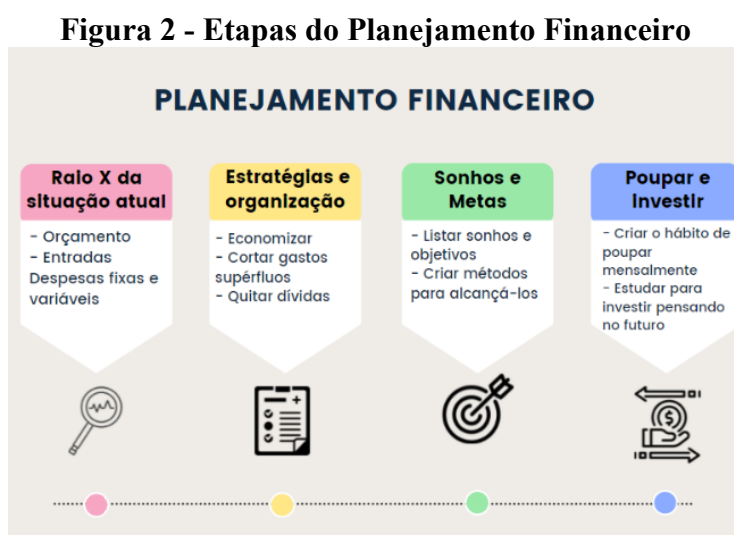 Figura 2 - Etapas do Planejamento Financeiro
PLANEJAMENTO FINANCEIRO
Raio X da
situação atual
- Orçamento
- Entradas
Despesas fixas e
variáveis
Estratégias e
organização
- Economizar
- Cortar gastos
supérfluos
- Quitar dívidas
Sonhos e
Metas
- Listar sonhos e
objetivos
- Criar métodos
para alcançá-los
Poupar e
investir
- Criar o hábito de
poupar
mensalmente
- Estudar para
investir pensando
no futuro